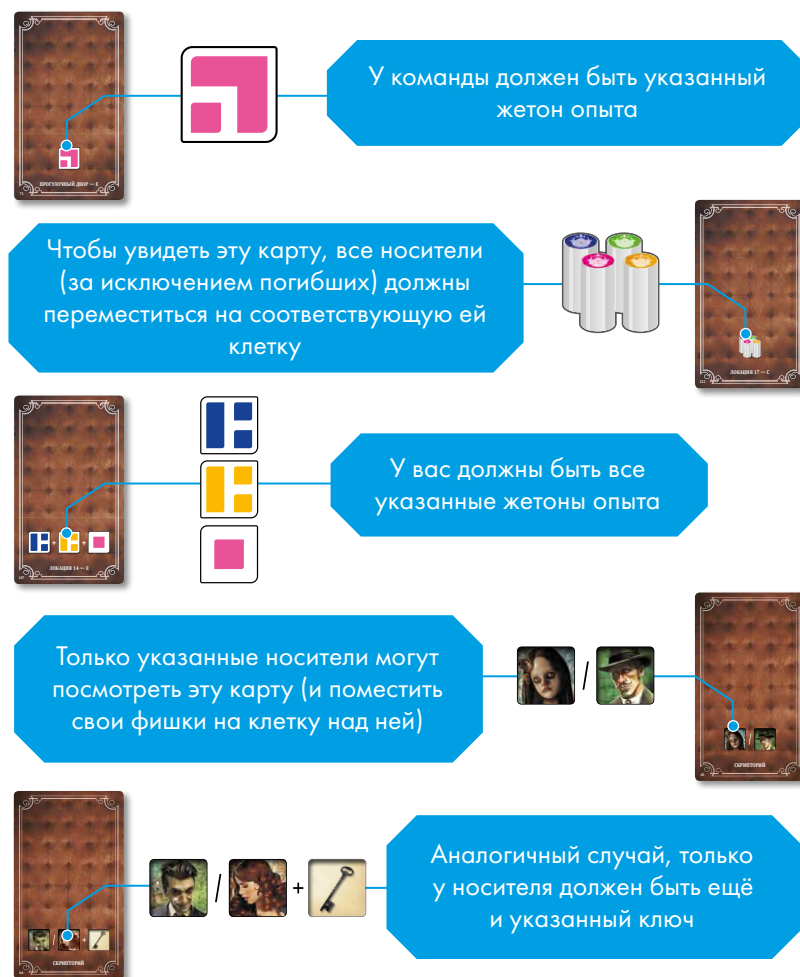 У команды должен быть указанный
жетон опыта
ПРОГУЛОЧНЫЙ ДВОР — E
Чтобы увидеть эту карту, все носители
(за исключением погибших) должны
переместиться на соответствующую ей
клетку
ЛОКАЦИЯ 17 — C
У вас должны быть все
указанные жетоны опыта
+
+
ЛОКАЦИЯ 14 — E
Только указанные носители могут
посмотреть эту карту (и поместить
свои фишки на клетку над ней)
/
/
СКРИПТОРИЙ
/ +
Аналогичный случай, только
у носителя должен быть ещё
и указанный ключ
СКРИПТОРИЙ